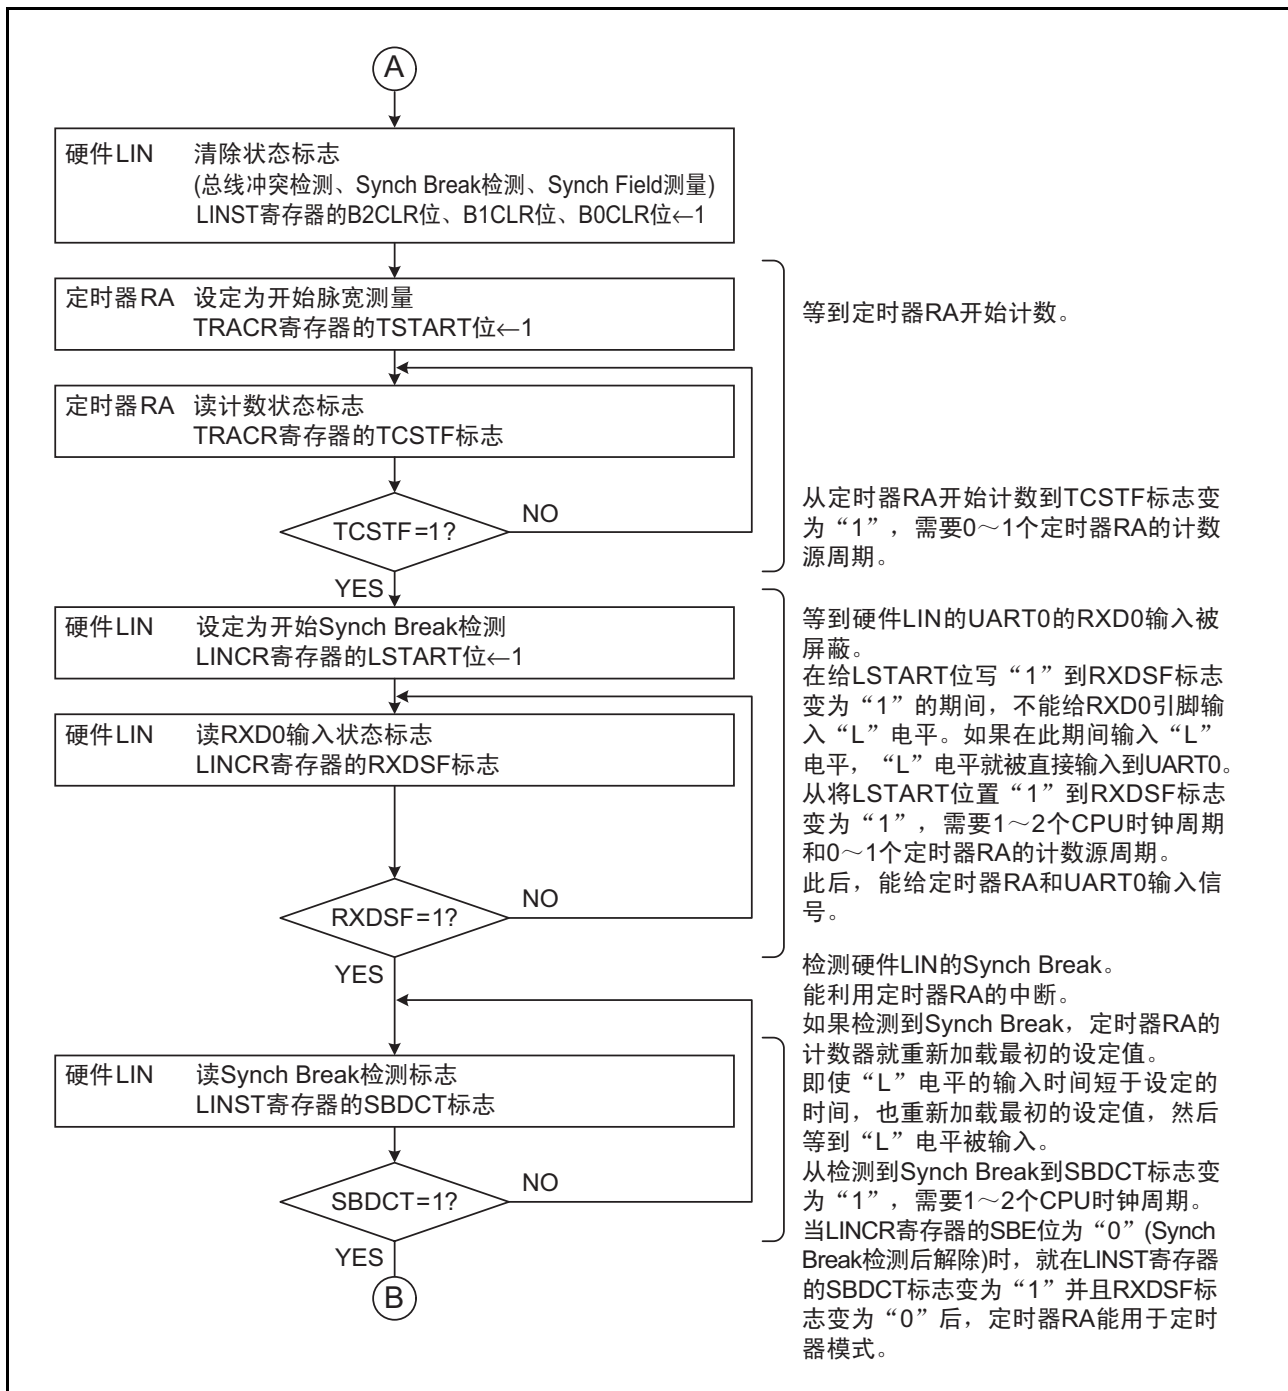 A
硬件LIN 清除状态标志
(总线冲突检测、Synch Break检测、Synch Field测量)
LINST寄存器的B2CLR位、B1CLR位、B0CLR位←1
定时器RA 设定为开始脉宽测量
TRACR寄存器的TSTART位←1
等到定时器RA开始计数。
定时器RA 读计数状态标志
TRACR寄存器的TCSTF标志
TCSTF=1?
NO
YES
从定时器RA开始计数到TCSTF标志变
为“1”,需要0~1个定时器RA的计数
源周期。
硬件LIN 设定为开始Synch Break检测
LINCR寄存器的LSTART位←1
硬件LIN 读RXD0输入状态标志
LINCR寄存器的RXDSF标志
RXDSF=1?
NO
YES
等到硬件LIN的UART0的RXD0输入被
屏蔽。
在给LSTART位写“1”到RXDSF标志
变为“1”的期间,不能给RXD0引脚输
入“L”电平。如果在此期间输入“L”
电平,“L”电平就被直接输入到UART0。
从将LSTART位置“1”到RXDSF标志
变为“1”,需要1~2个CPU时钟周期
和0~1个定时器RA的计数源周期。
此后,能给定时器RA和UART0输入信
号。
硬件LIN 读Synch Break检测标志
LINST寄存器的SBDCT标志
SBDCT=1?
NO
YES
B
检测硬件LIN的Synch Break。
能利用定时器RA的中断。
如果检测到Synch Break,定时器RA的
计数器就重新加载最初的设定值。
即使“L”电平的输入时间短于设定的
时间,也重新加载最初的设定值,然后
等到“L”电平被输入。
从检测到Synch Break到SBDCT标志变
为“1”,需要1~2个CPU时钟周期。
当LINCR寄存器的SBE位为“0”(Synch
Break检测后解除)时,就在LINST寄存器
的SBDCT标志变为“1”并且RXDSF标
志变为“0”后,定时器RA能用于定时
器模式。